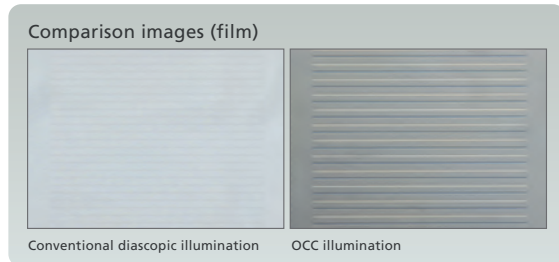 Comparison images (film)
Conventional diascopic illumination
OCC illumination